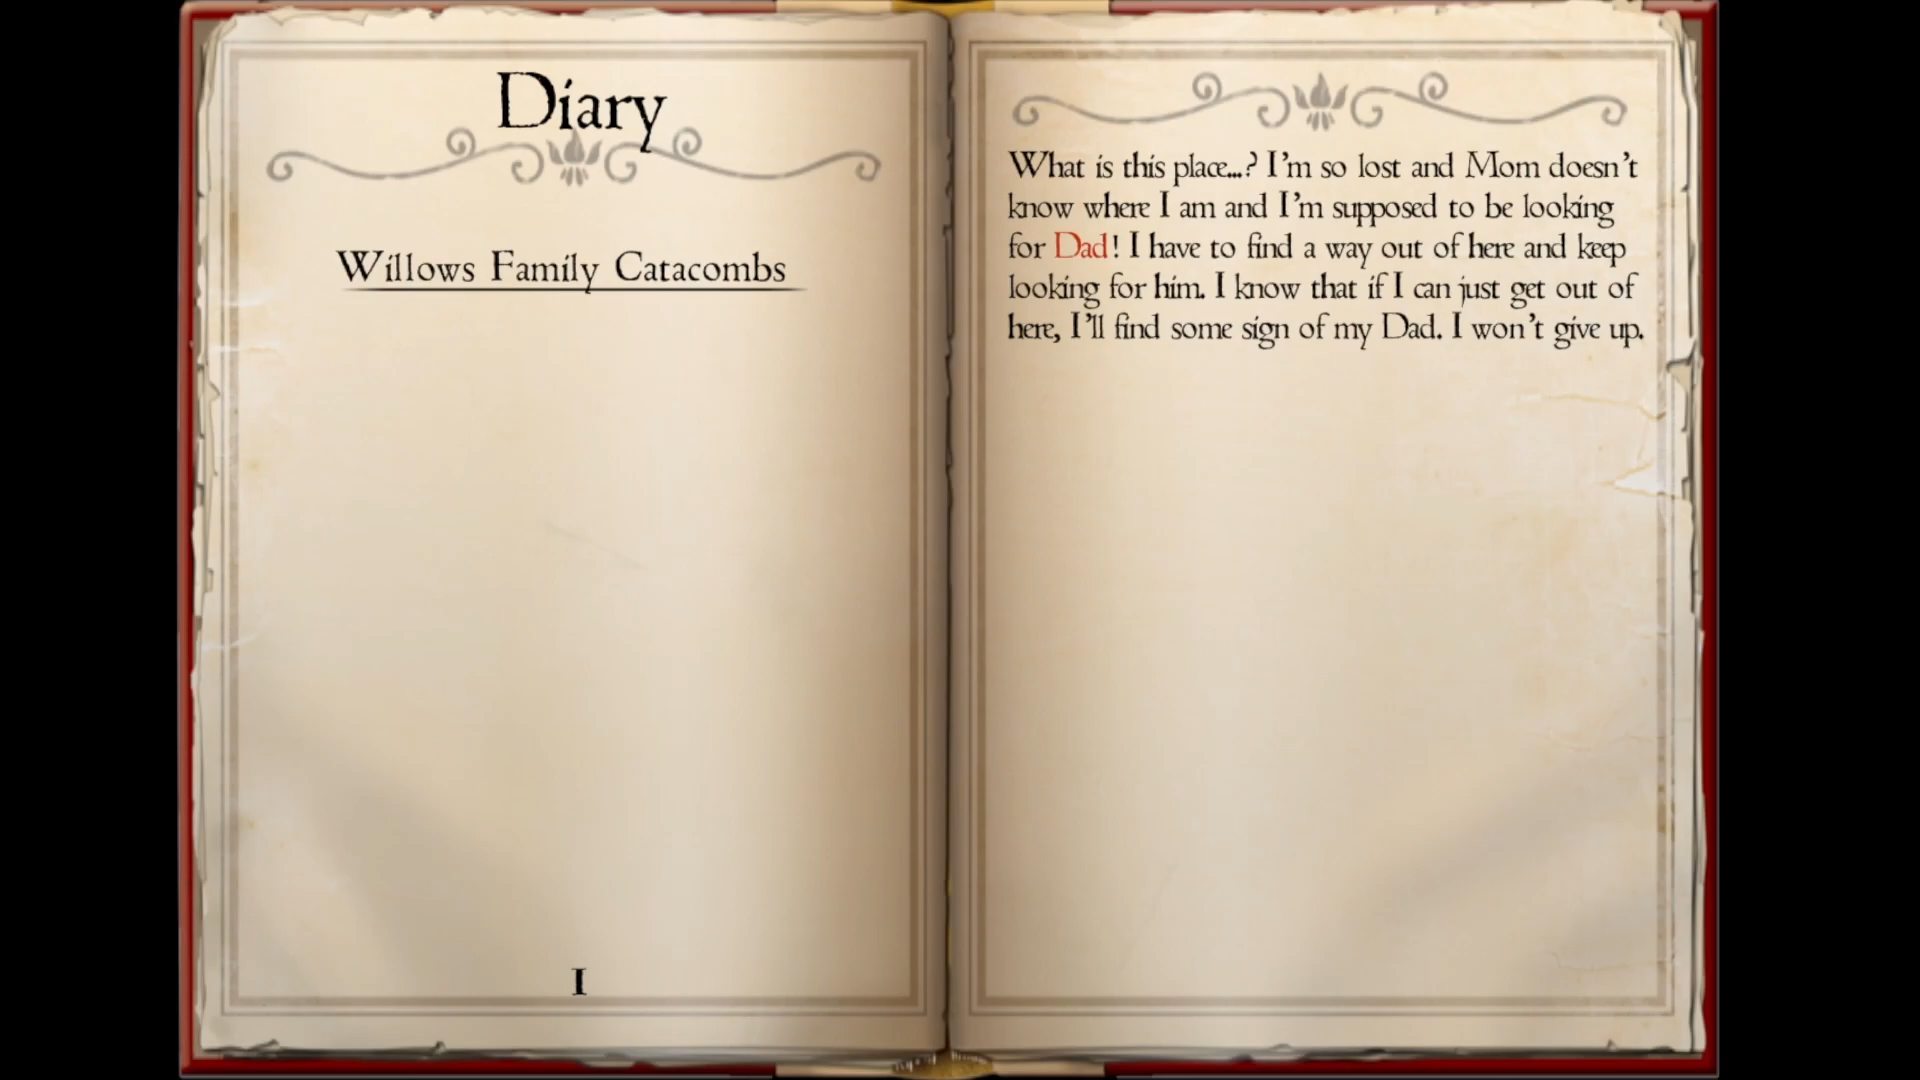 Diary
Willows Family Catacombs
I
What is this place...? I'm so lost and Mom doesn't
know where I am and I'm supposed to be looking
for Dad! I have to find a way out of here and keep
looking for him. I know that if I can just get out of
here, I'll find some sign of my Dad. I won't give up.